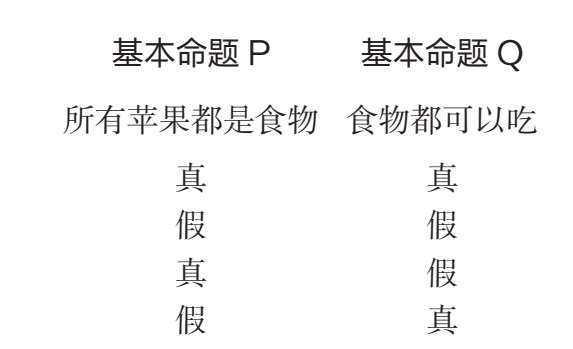 基本命题 P 基本命题 Q
所有苹果都是食物 食物都可以吃
真 真
假 假
真 假
假 真